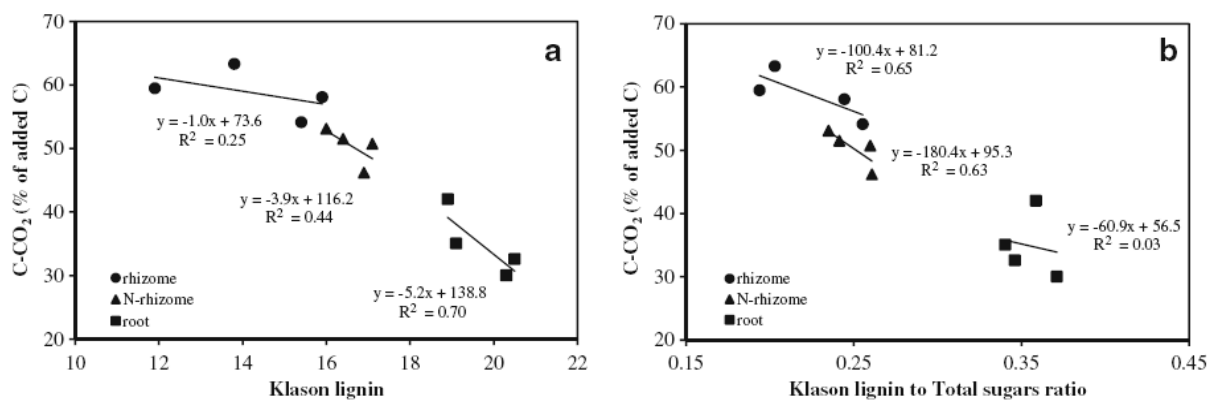 a
C-CO₂ (% of added C)
70
60
50
40
30
20
y = -1.0x + 73.6
R² = 0.25
y = -3.9x + 116.2
R² = 0.44
y = -5.2x + 138.8
R² = 0.70
rhizome
N-rhizome
root
10 12 14 16 18 20 22
Klason lignin
b
C-CO₂ (% of added C)
70
60
50
40
30
20
y = -100.4x + 81.2
R² = 0.65
y = -180.4x + 95.3
R² = 0.63
y = -60.9x + 56.5
R² = 0.03
rhizome
N-rhizome
root
0.15 0.25 0.35 0.45
Klason lignin to Total sugars ratio